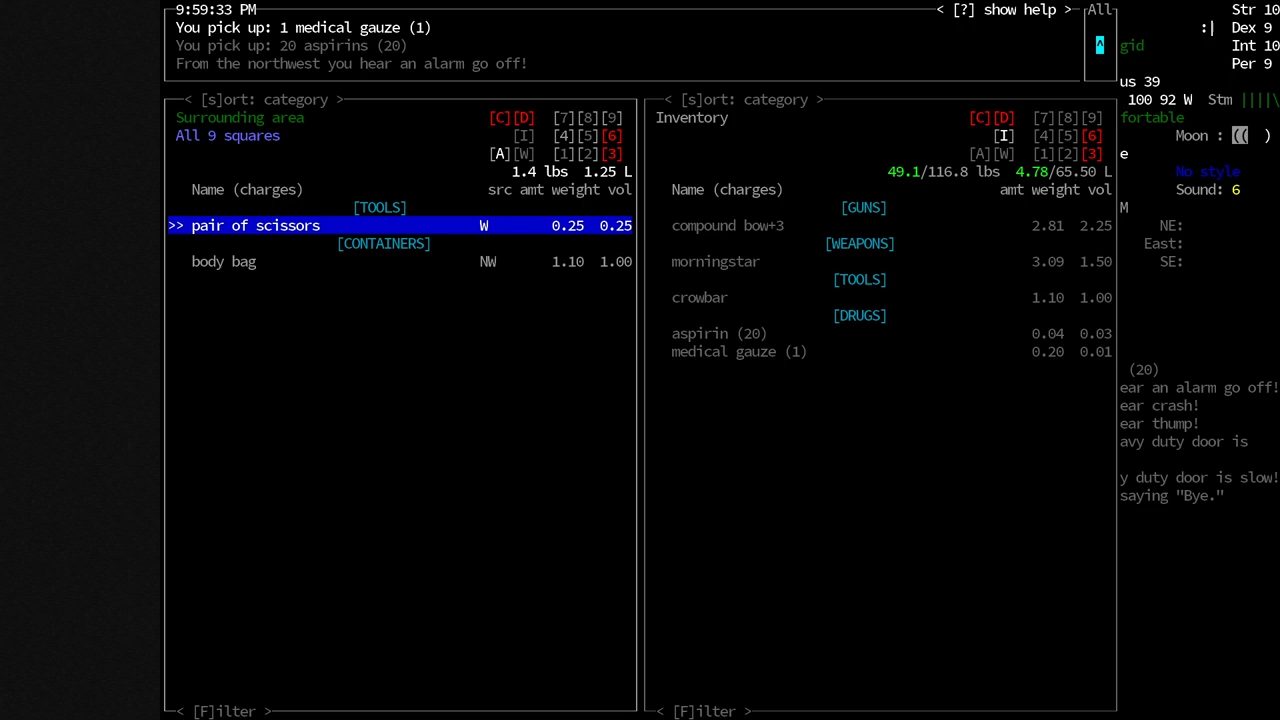 9:59:33 PM < [?] show help > All Str 10
You pick up: 1 medical gauze (1) :| Dex 9
You pick up: 20 aspirins (20) ^ gid Int 10
From the northwest you hear an alarm go off! Per 9
us 39
< [s]ort: category > < [s]ort: category > 100 92 W Stm ||||\
Surrounding area [C][D] [7][8][9] Inventory [C][D] [7][8][9] fortable
All 9 squares [I] [4][5][6] [I] [4][5][6] Moon : (( )
[A][W] [1][2][3] [A][W] [1][2][3] e
1.4 lbs 1.25 L 49.1/116.8 lbs 4.78/65.50 L No style
Name (charges) src amt weight vol Name (charges) amt weight vol Sound: 6
[TOOLS] [GUNS] M
>> pair of scissors W 0.25 0.25 compound bow+3 2.81 2.25 NE:
[CONTAINERS] [WEAPONS] East:
body bag NW 1.10 1.00 morningstar 3.09 1.50 SE:
[TOOLS]
crowbar 1.10 1.00
[DRUGS]
aspirin (20) 0.04 0.03
medical gauze (1) 0.20 0.01
(20)
ear an alarm go off!
ear crash!
ear thump!
avy duty door is
y duty door is slow!
saying "Bye."
< [F]ilter > < [F]ilter >